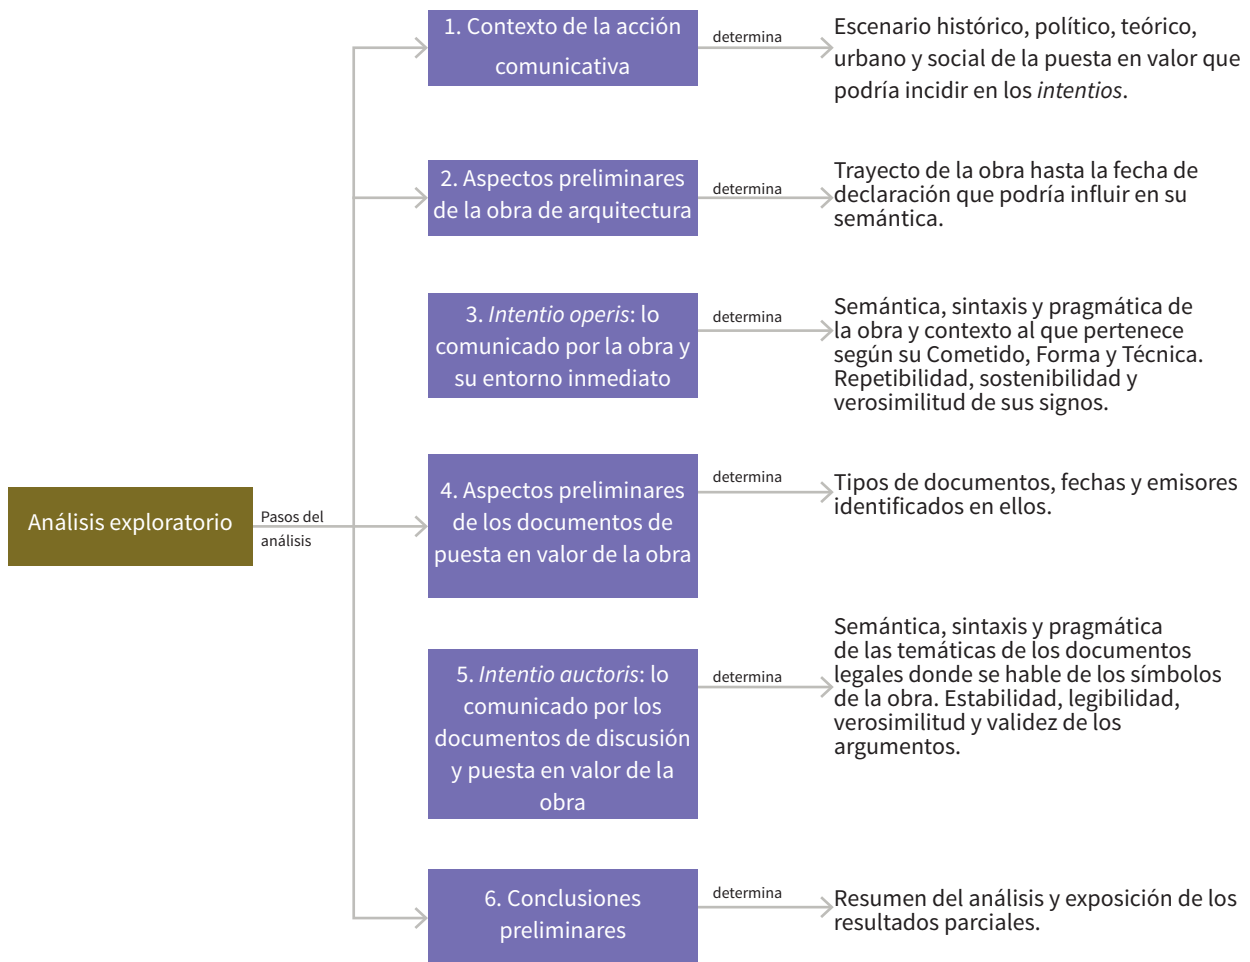 Análisis exploratorio
Pasos del
análisis
1. Contexto de la acción
comunicativa
determina
Escenario histórico, político, teórico,
urbano y social de la puesta en valor que
podría incidir en los intentios.
2. Aspectos preliminares
de la obra de arquitectura
determina
Trayecto de la obra hasta la fecha de
declaración que podría influir en su
semántica.
3. Intentio operis: lo
comunicado por la obra y
su entorno inmediato
determina
Semántica, sintaxis y pragmática de
la obra y contexto al que pertenece
según su Cometido, Forma y Técnica.
Repetibilidad, sostenibilidad y
verosimilitud de sus signos.
4. Aspectos preliminares
de los documentos de
puesta en valor de la obra
determina
Tipos de documentos, fechas y emisores
identificados en ellos.
5. Intentio auctoris: lo
comunicado por los
documentos de discusión
y puesta en valor de la
obra
determina
Semántica, sintaxis y pragmática
de las temáticas de los documentos
legales donde se hable de los símbolos
de la obra. Estabilidad, legibilidad,
verosimilitud y validez de los
argumentos.
6. Conclusiones
preliminares
determina
Resumen del análisis y exposición de los
resultados parciales.